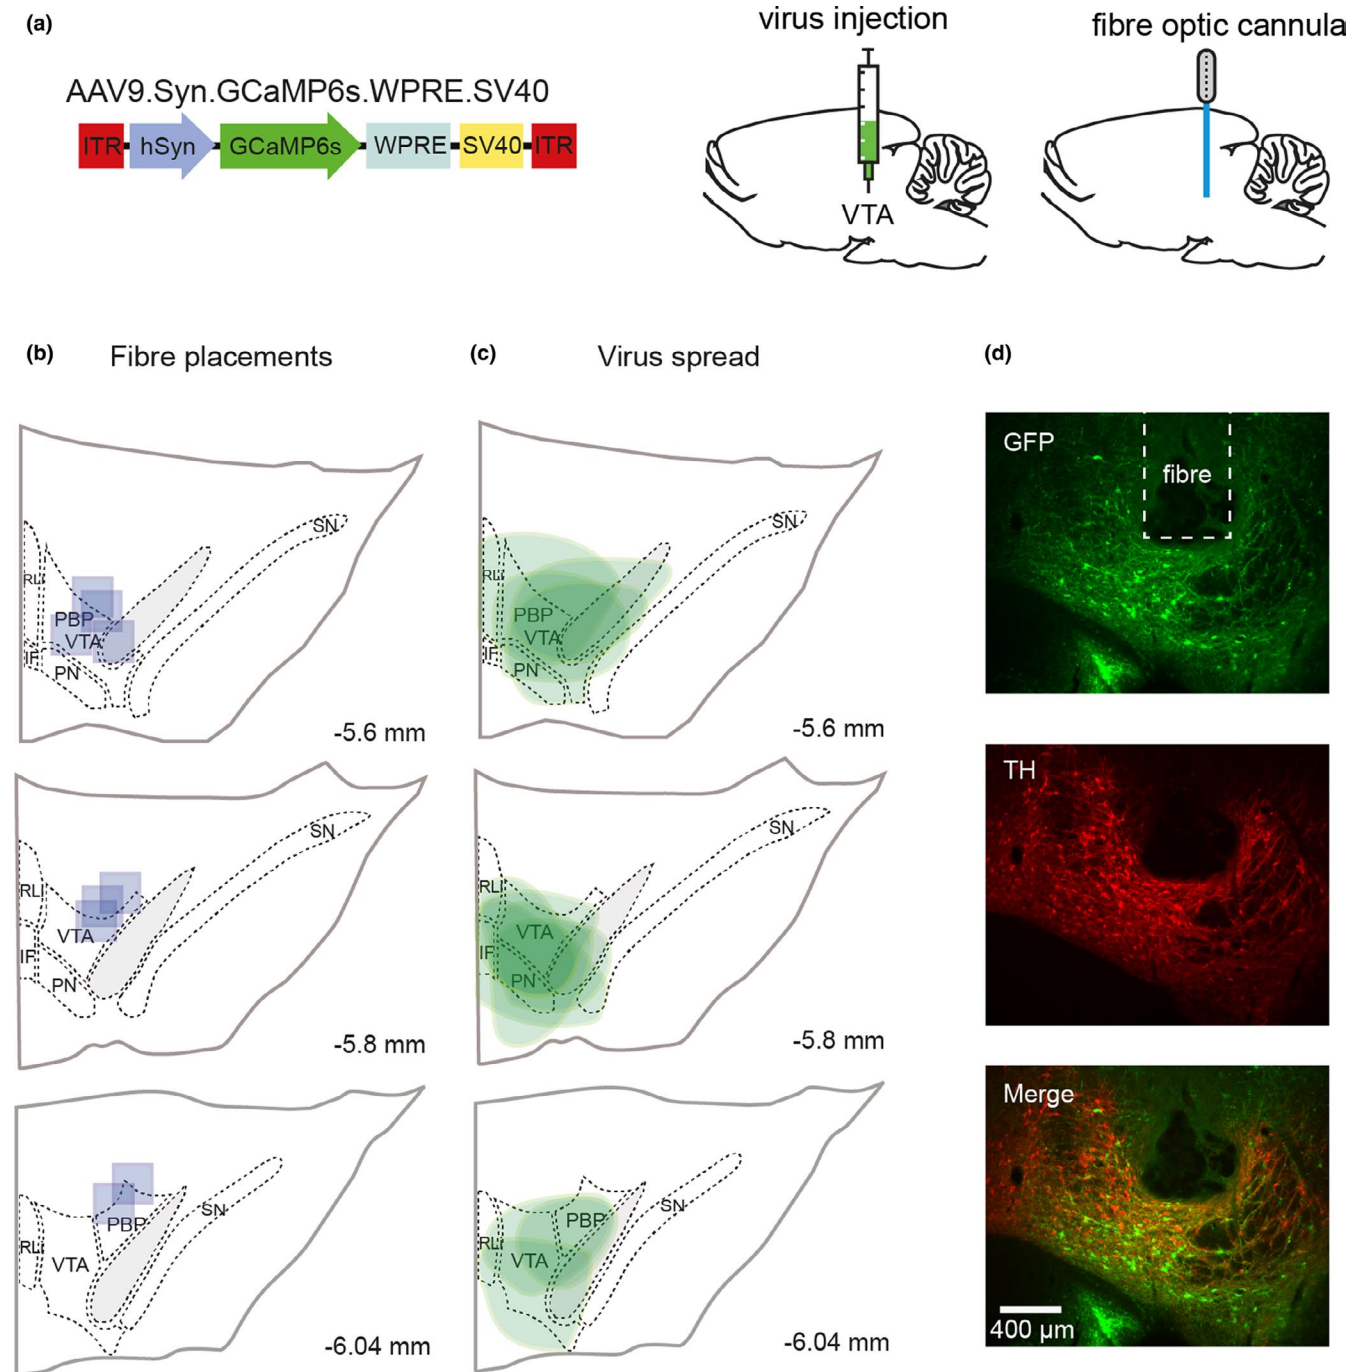 (a)
virus injection
fibre optic cannula
AAV9.Syn.GCaMP6s.WPRE.SV40
ITR hSyn GCaMP6s WPRE SV40 ITR
VTA
(b) Fibre placements
(c) Virus spread
(d)
SN
RLi
PBP
VTA
IF
PN
-5.6 mm
SN
RLi
PBP
VTA
IF
PN
-5.6 mm
GFP
fibre
SN
RLI
VTA
IF
PN
-5.8 mm
SN
RLI
VTA
IF
PN
-5.8 mm
TH
SN
PBP
RLi
VTA
-6.04 mm
SN
PBP
RLi
VTA
-6.04 mm
Merge
400 µm